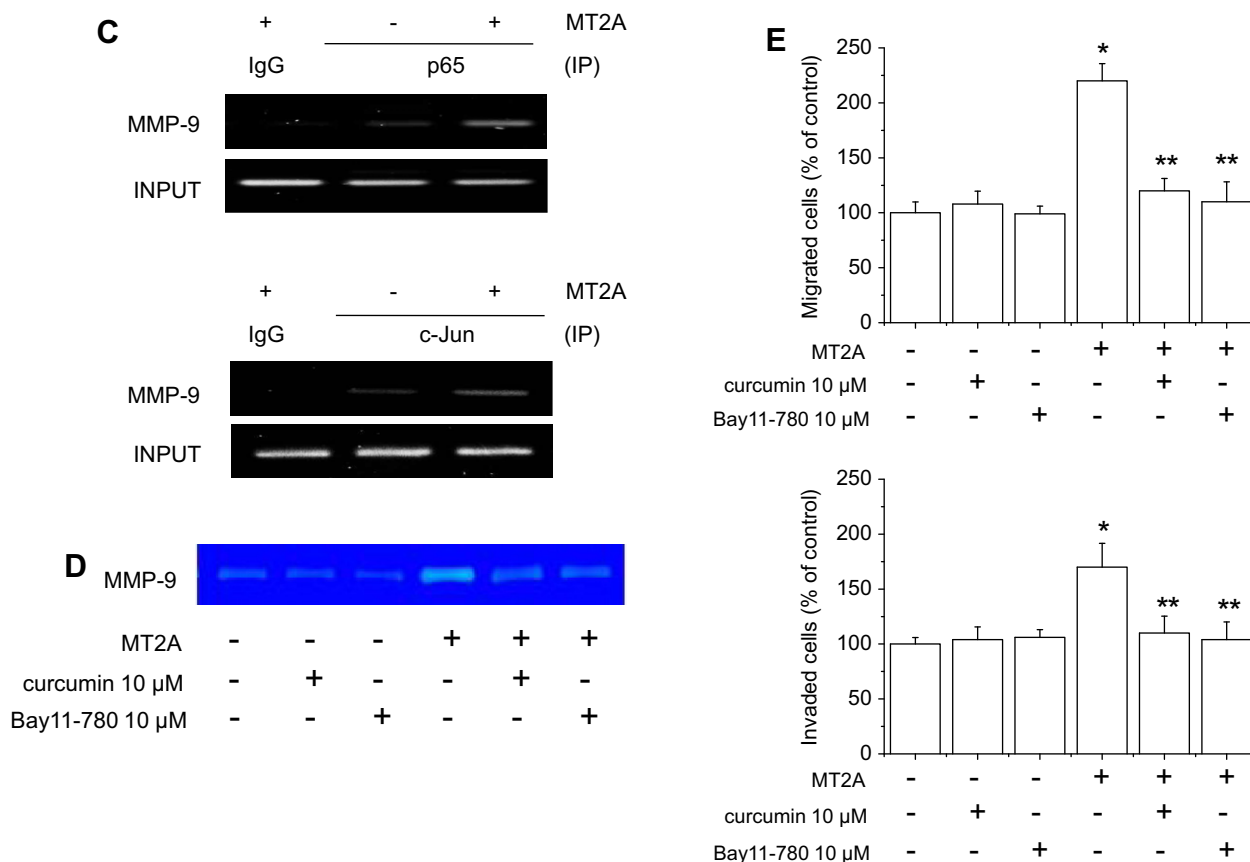 C
+ - + MT2A
IgG p65 (IP)
MMP-9
INPUT
+ - + MT2A
IgG c-Jun (IP)
MMP-9
INPUT
D
MMP-9
MT2A - - - + + +
curcumin 10 µM - + - - + -
Bay11-780 10 µM - - + - - +
E
Migrated cells (% of control)
250
200
150
100
50
0
*
**
**
MT2A - - - + + +
curcumin 10 µM - + - - + -
Bay11-780 10 µM - - + - - +
Invaded cells (% of control)
250
200
150
100
50
0
*
**
**
MT2A - - - + + +
curcumin 10 µM - + - - + -
Bay11-780 10 µM - - + - - +